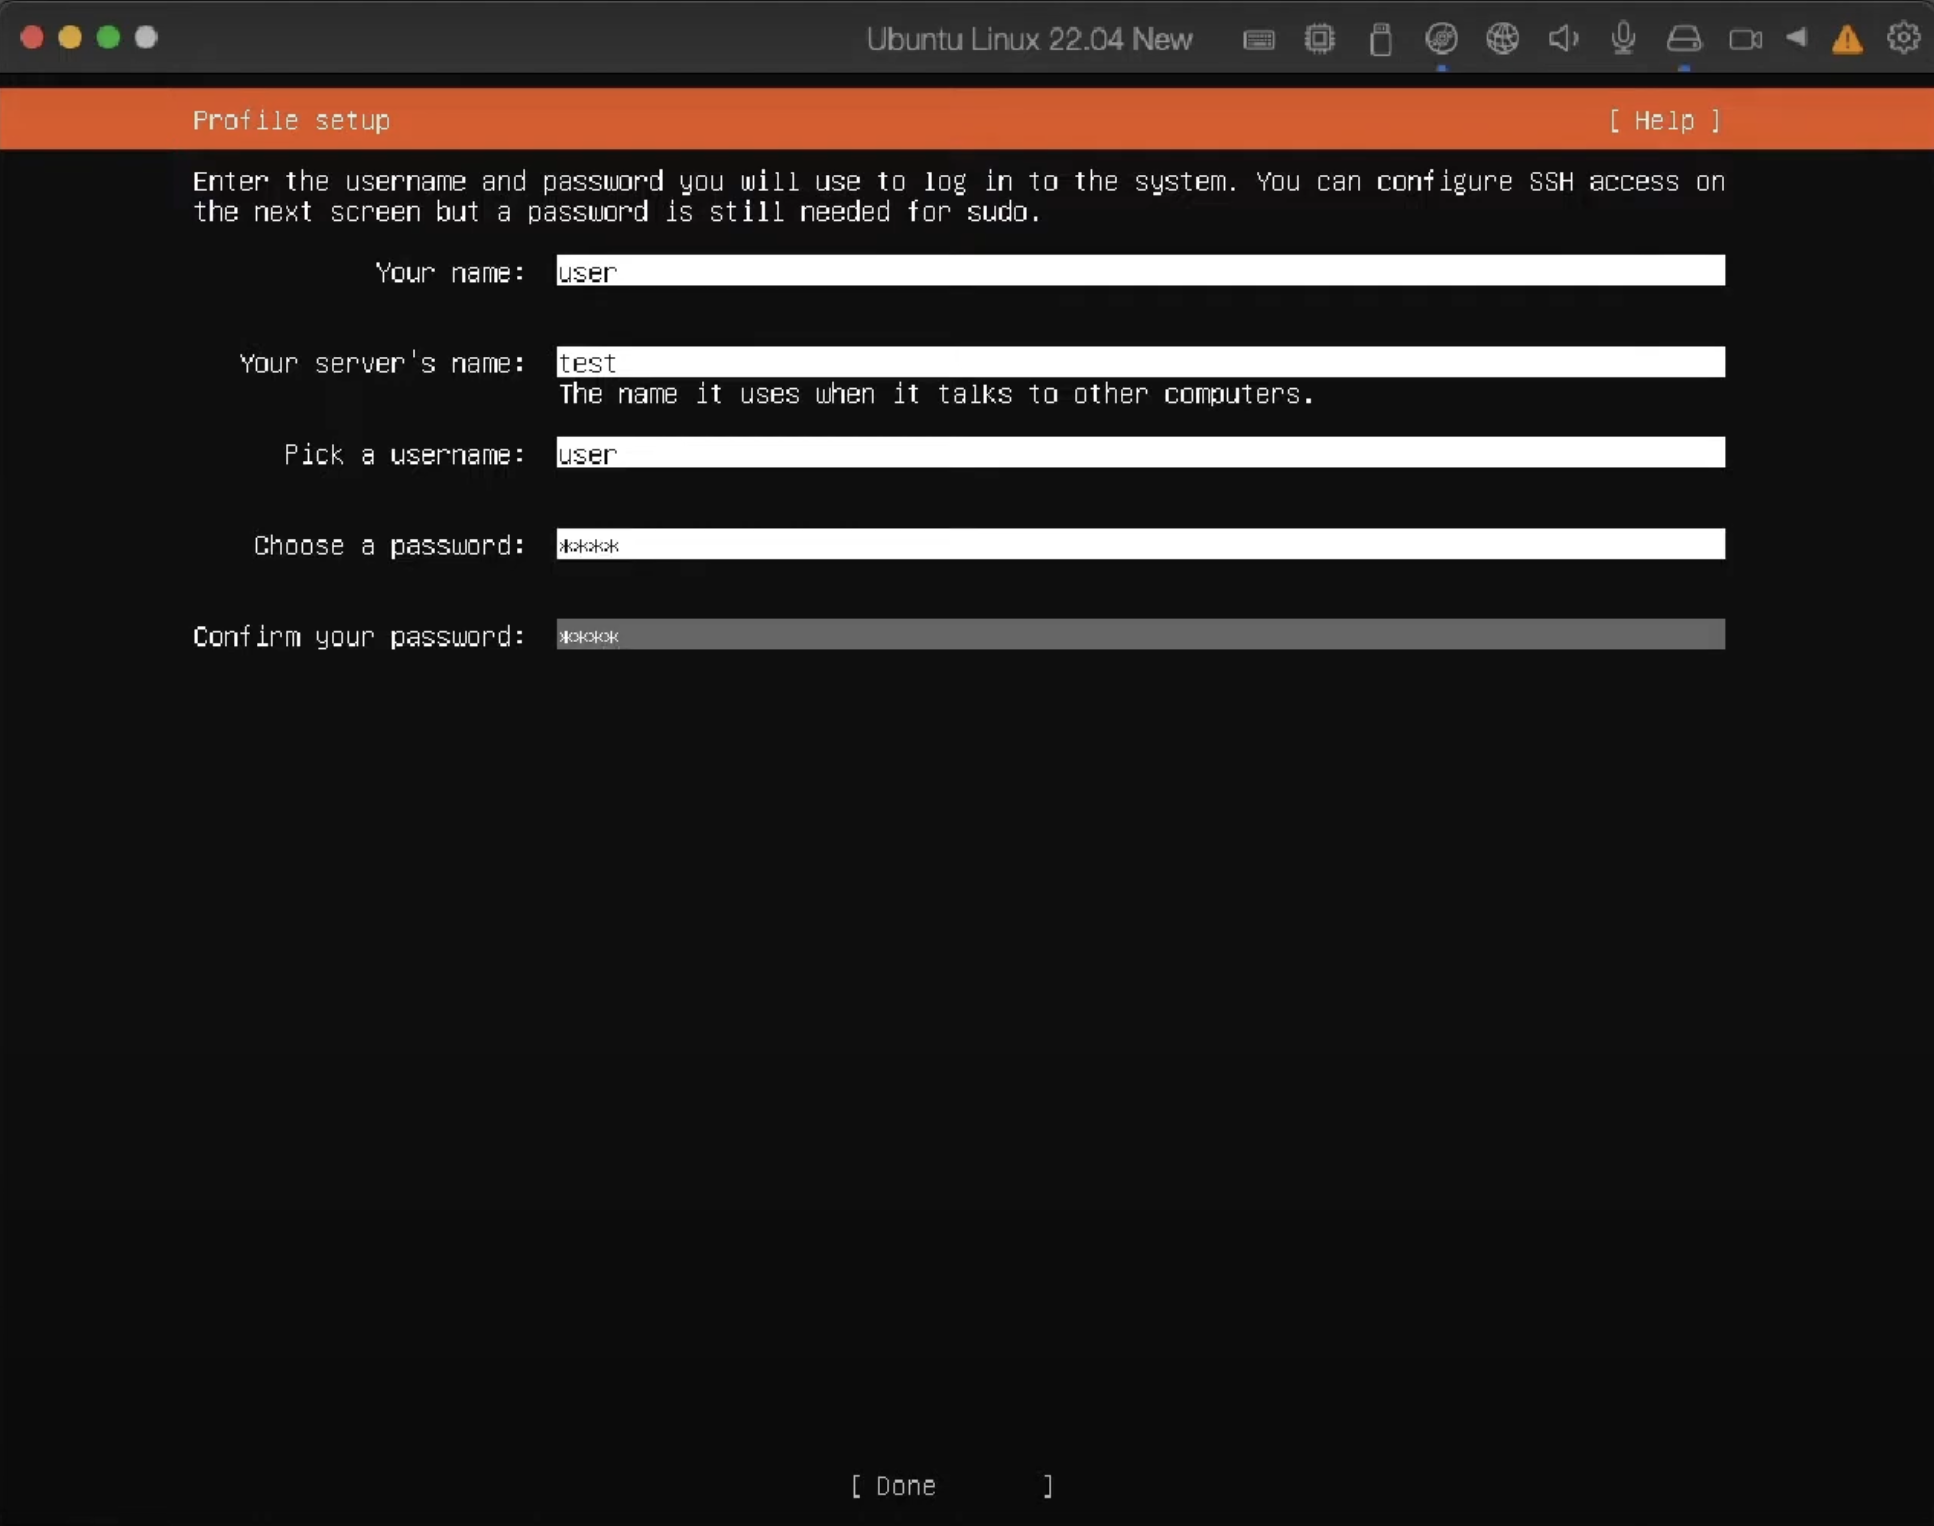 Ubuntu Linux 22.04 New
Profile setup [ Help ]
Enter the username and password you will use to log in to the system. You can configure SSH access on
the next screen but a password is still needed for sudo.
Your name: user
Your server's name: test
The name it uses when it talks to other computers.
Pick a username: user
Choose a password: ****
Confirm your password: ****
[ Done ]